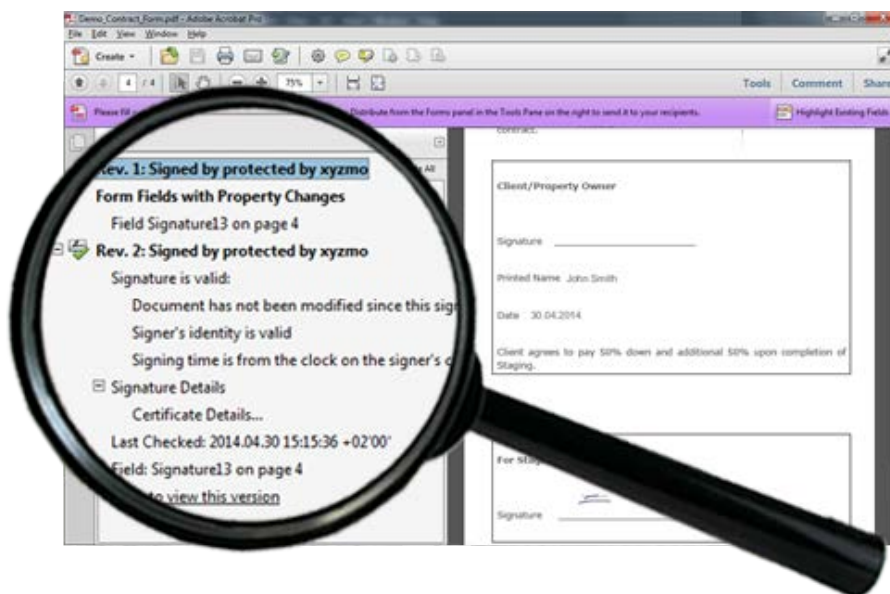 Demo_Contract_Form.pdf - Adobe Acrobat Pro
File Edit View Window Help
Create
4 / 4 75% Tools Comment Share
Please fill Distribute from the Forms panel in the Tools Pane on the right to send it to your recipients. Highlight Existing Fields
All
Rev. 1: Signed by protected by xyzmo
Form Fields with Property Changes
Field Signature13 on page 4
Rev. 2: Signed by protected by xyzmo
Signature is valid:
Document has not been modified since this sig
Signer's identity is valid
Signing time is from the clock on the signer's
Signature Details
Certificate Details...
Last Checked: 2014.04.30 15:15:36 +02'00'
Field: Signature13 on page 4
to view this version
contract.
Client/Property Owner
Signature
Printed Name John Smith
Date 30.04.2014
Client agrees to pay 50% down and additional 50% upon completion of
Staging.
For Sta
Signature